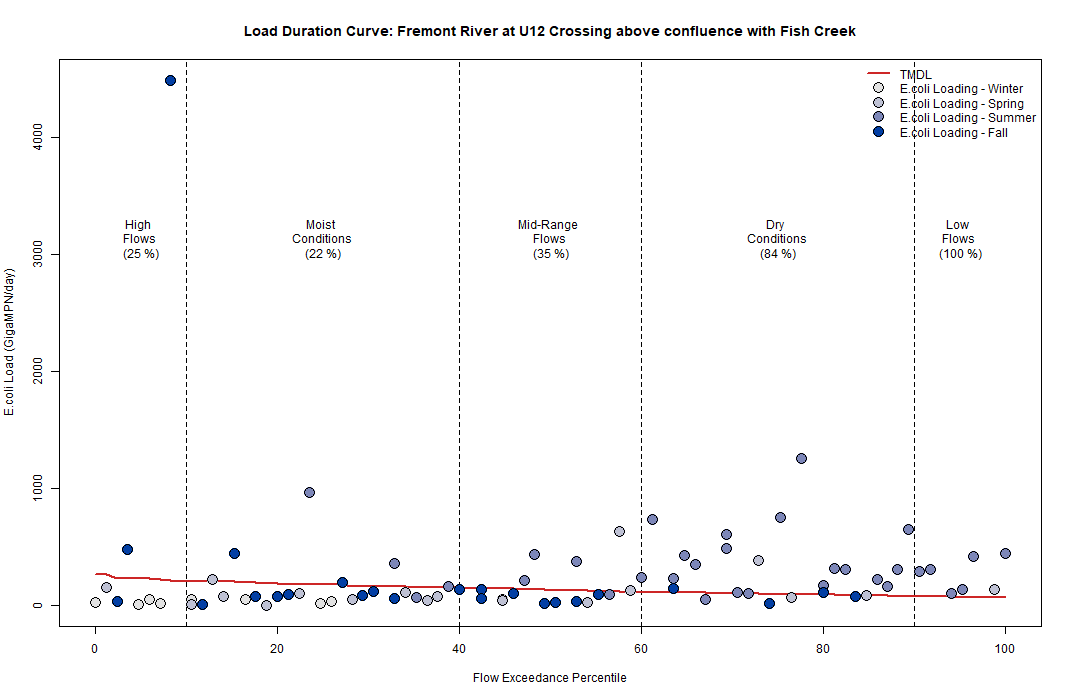 Load Duration Curve: Fremont River at U12 Crossing above confluence with Fish Creek
TMDL
E.coli Loading - Winter
E.coli Loading - Spring
E.coli Loading - Summer
E.coli Loading - Fall
High
Flows
(25 %)
Moist
Conditions
(22 %)
Mid-Range
Flows
(35 %)
Dry
Conditions
(84 %)
Low
Flows
(100 %)
E.coli Load (GigaMPN/day)
4000
3000
2000
1000
0
0 20 40 60 80 100
Flow Exceedance Percentile